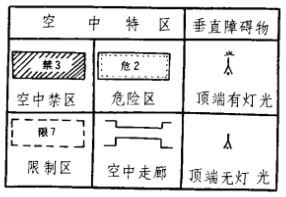 空中特区 垂直障碍物
禁3 危2
空中禁区 危险区 顶端有灯光
限7
限制区 空中走廊 顶端无灯光